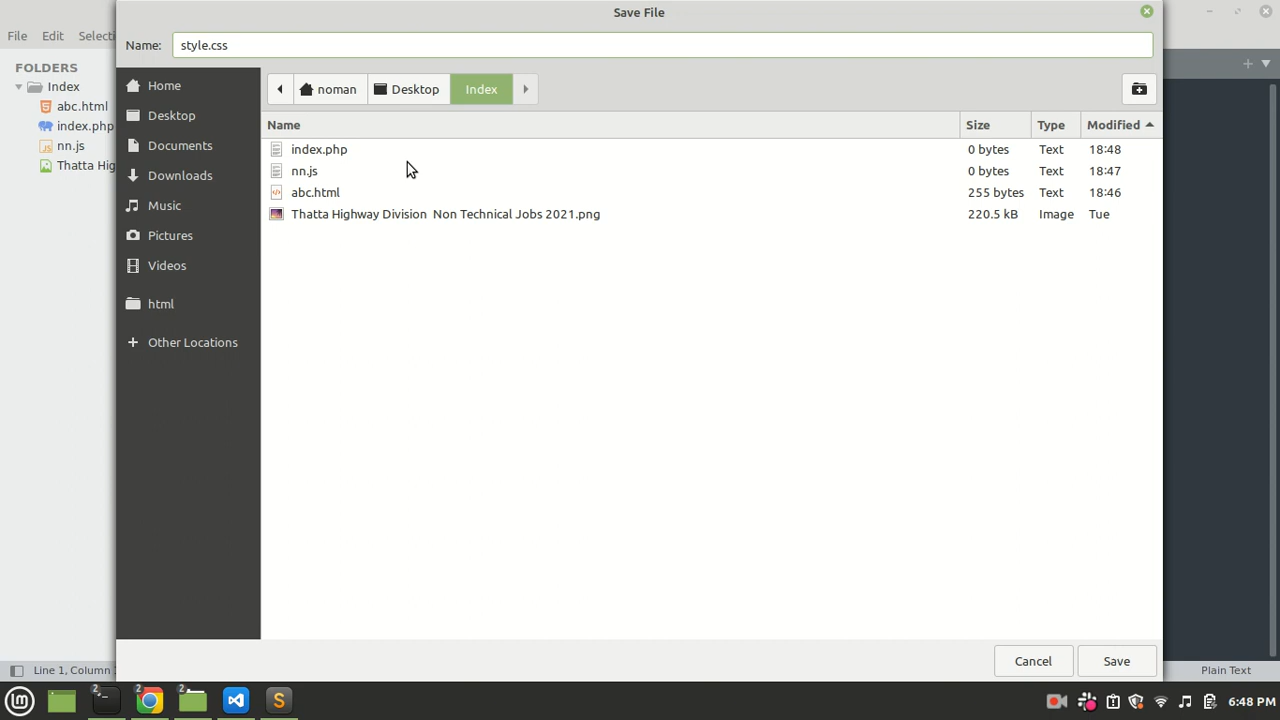 Save File
File Edit Selecti
Name: style.css
FOLDERS
Index
abc.html
index.php
nn.js
Thatta Hig
Home
Desktop
Documents
Downloads
Music
Pictures
Videos
html
Other Locations
noman Desktop Index
Name Size Type Modified
index.php 0 bytes Text 18:48
nn.js 0 bytes Text 18:47
abc.html 255 bytes Text 18:46
Thatta Highway Division Non Technical Jobs 2021.png 220.5 kB Image Tue
Cancel Save
Line 1, Column Plain Text
2 2 2 S 6:48 PM